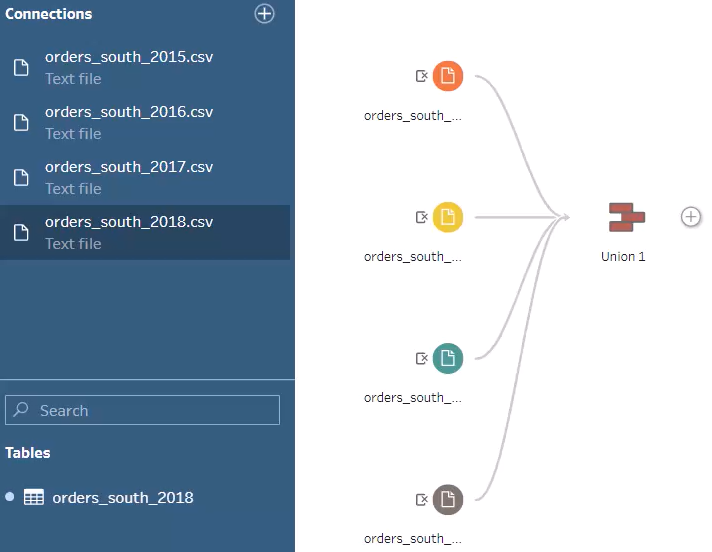 Connections
orders_south_2015.csv
Text file
orders_south_2016.csv
Text file
orders_south_2017.csv
Text file
orders_south_2018.csv
Text file
Search
Tables
orders_south_2018
orders_south_...
orders_south_...
Union 1
orders_south_...
orders_south_...